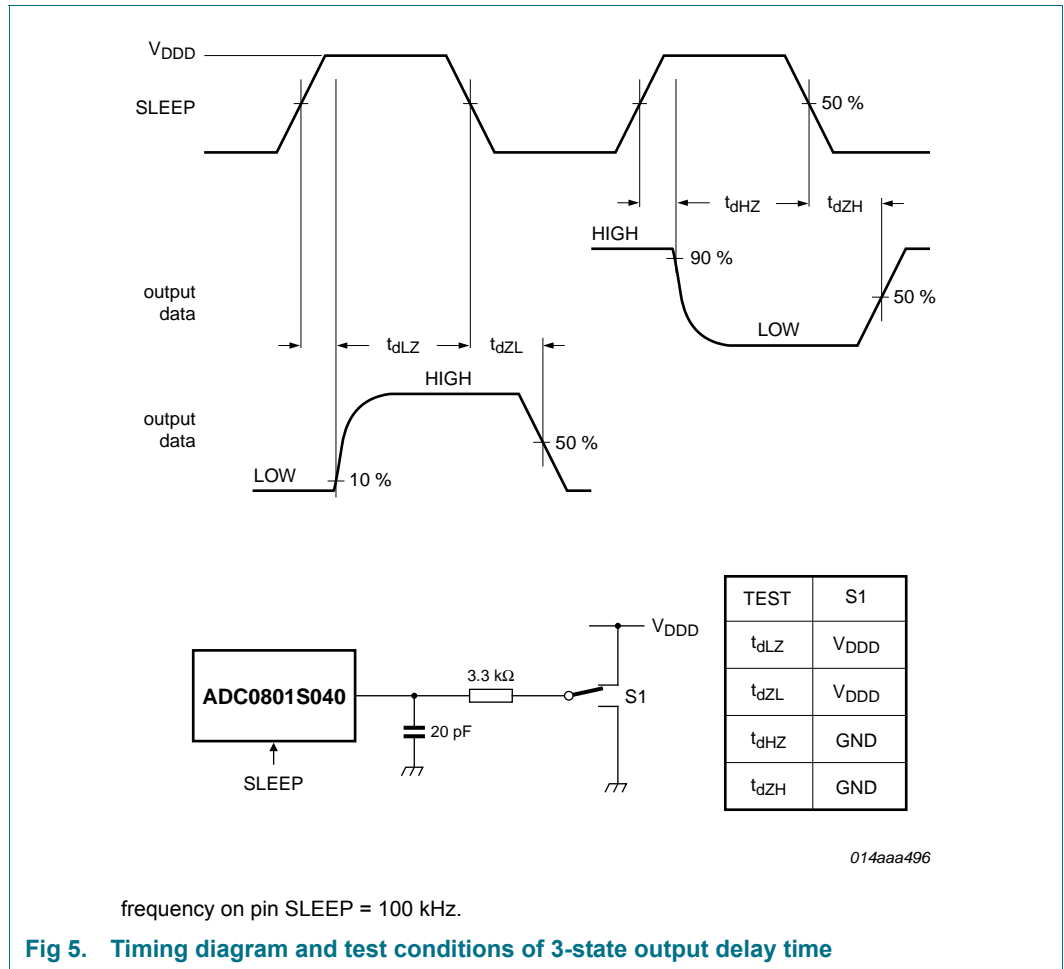 VDDD
SLEEP
50 %
tdHZ
tdZH
HIGH
90 %
output
data
50 %
LOW
tdLZ
tdZL
HIGH
output
data
50 %
LOW
10 %
TEST S1
VDDD
tdLZ VDDD
3.3 kΩ
ADC0801S040
S1
tdZL VDDD
20 pF
tdHZ GND
SLEEP
tdZH GND
014aaa496
frequency on pin SLEEP = 100 kHz.
Fig 5. Timing diagram and test conditions of 3-state output delay time